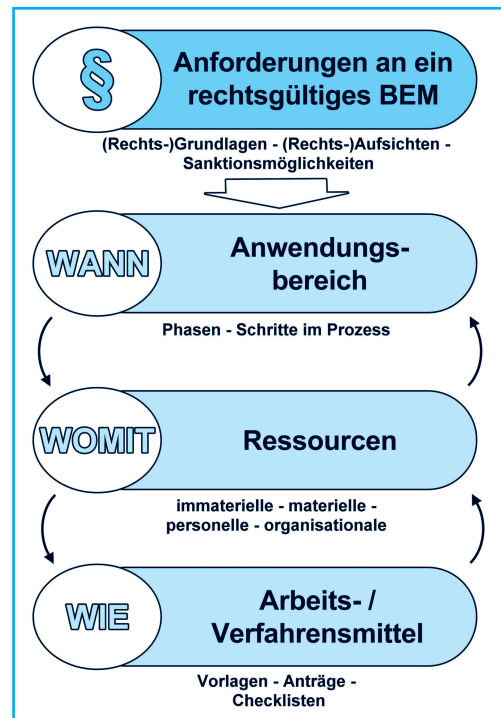 §
Anforderungen an ein
rechtsgültiges BEM
(Rechts-)Grundlagen - (Rechts-)Aufsichten -
Sanktionsmöglichkeiten
WANN
Anwendungs-
bereich
Phasen - Schritte im Prozess
WOMIT
Ressourcen
immaterielle - materielle -
personelle - organisationale
WIE
Arbeits- /
Verfahrensmittel
Vorlagen - Anträge -
Checklisten